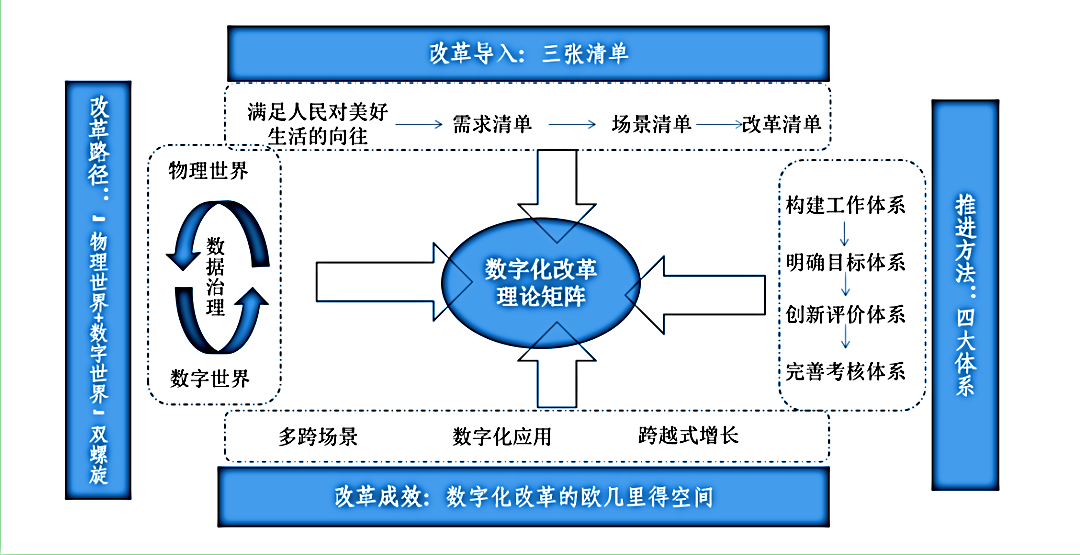 改革导入：三张清单
满足人民对美好
生活的向往
需求清单
场景清单
改革清单
改革路径：“物理世界+数字世界”双螺旋
物理世界
数据治理
数字世界
数字化改革
理论矩阵
构建工作体系
明确目标体系
创新评价体系
完善考核体系
推进方法：四大体系
多跨场景
数字化应用
跨越式增长
改革成效：数字化改革的欧几里得空间